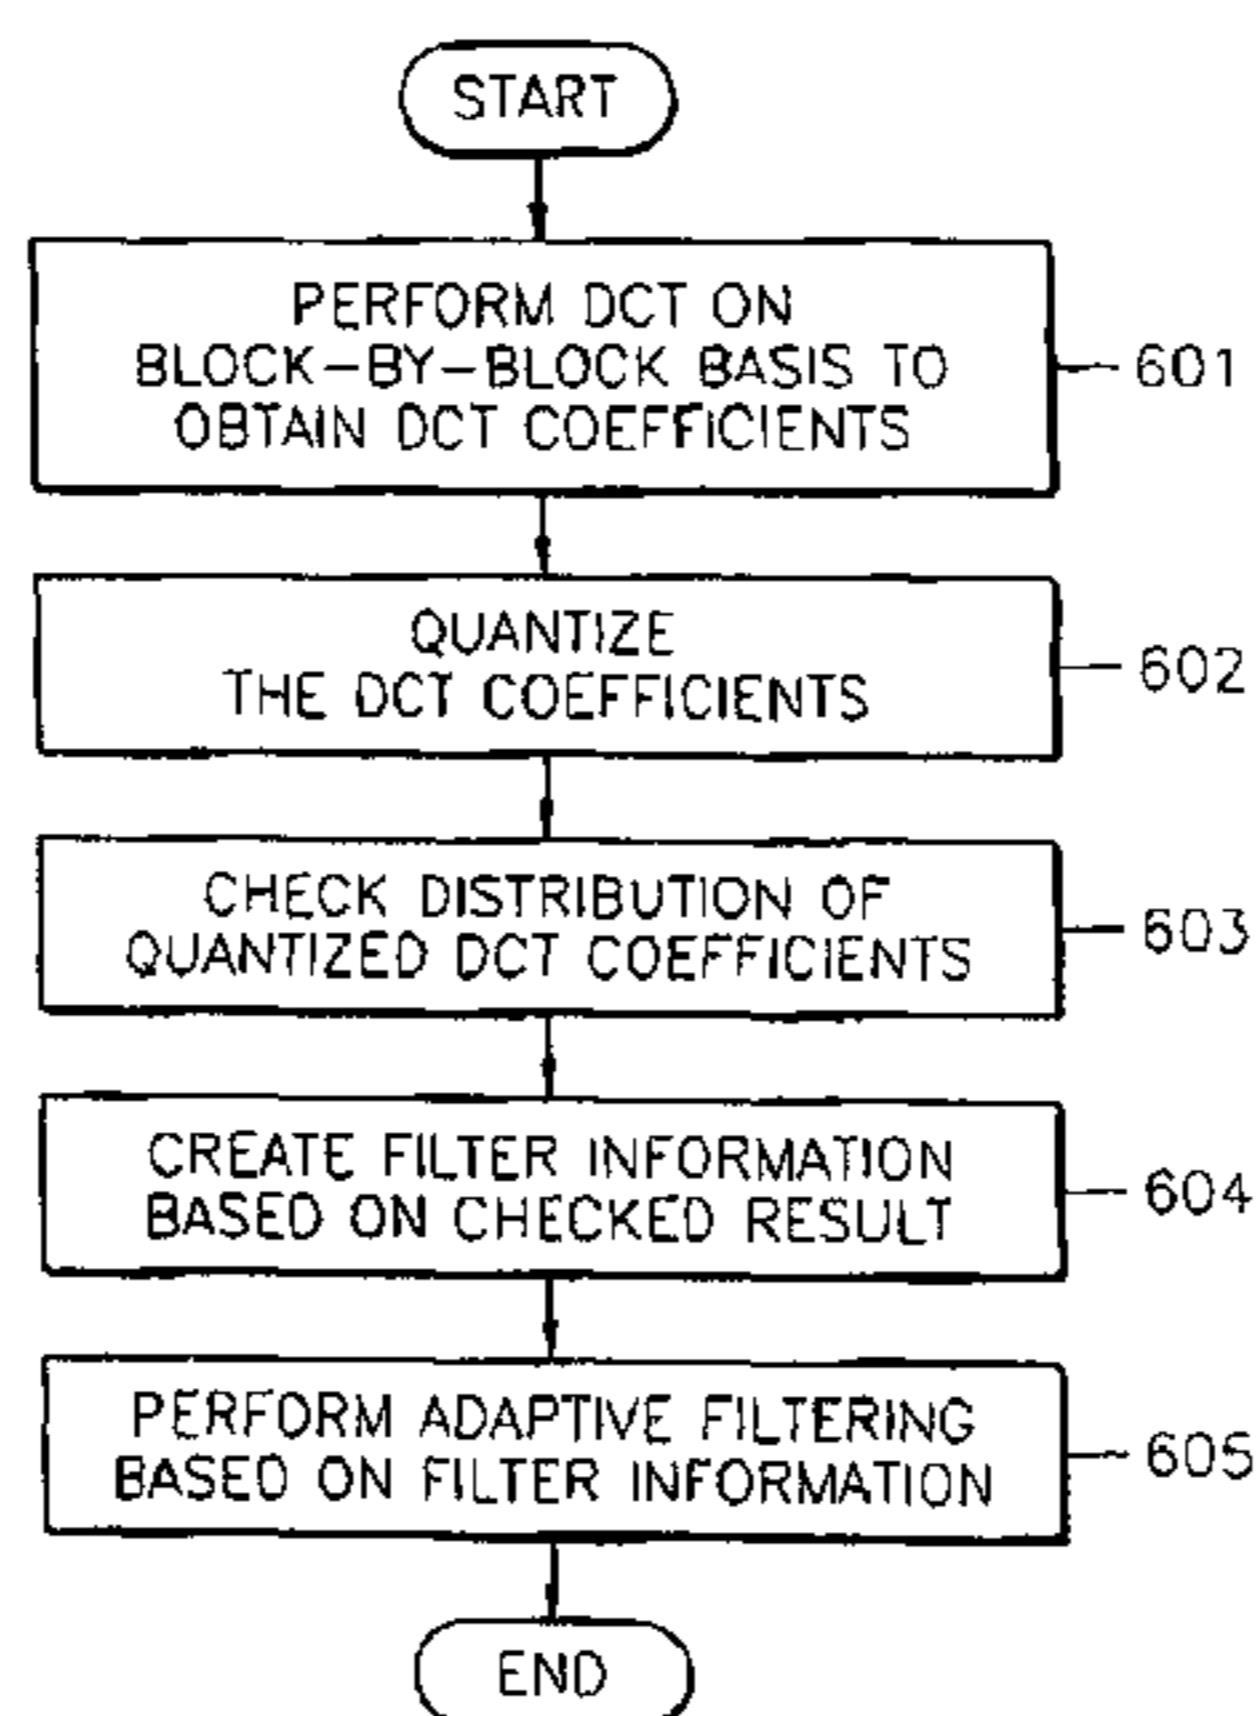 START
PERFORM DCT ON
BLOCK-BY-BLOCK BASIS TO
OBTAIN DCT COEFFICIENTS
601
QUANTIZE
THE DCT COEFFICIENTS
602
CHECK DISTRIBUTION OF
QUANTIZED DCT COEFFICIENTS
603
CREATE FILTER INFORMATION
BASED ON CHECKED RESULT
604
PERFORM ADAPTIVE FILTERING
BASED ON FILTER INFORMATION
605
END